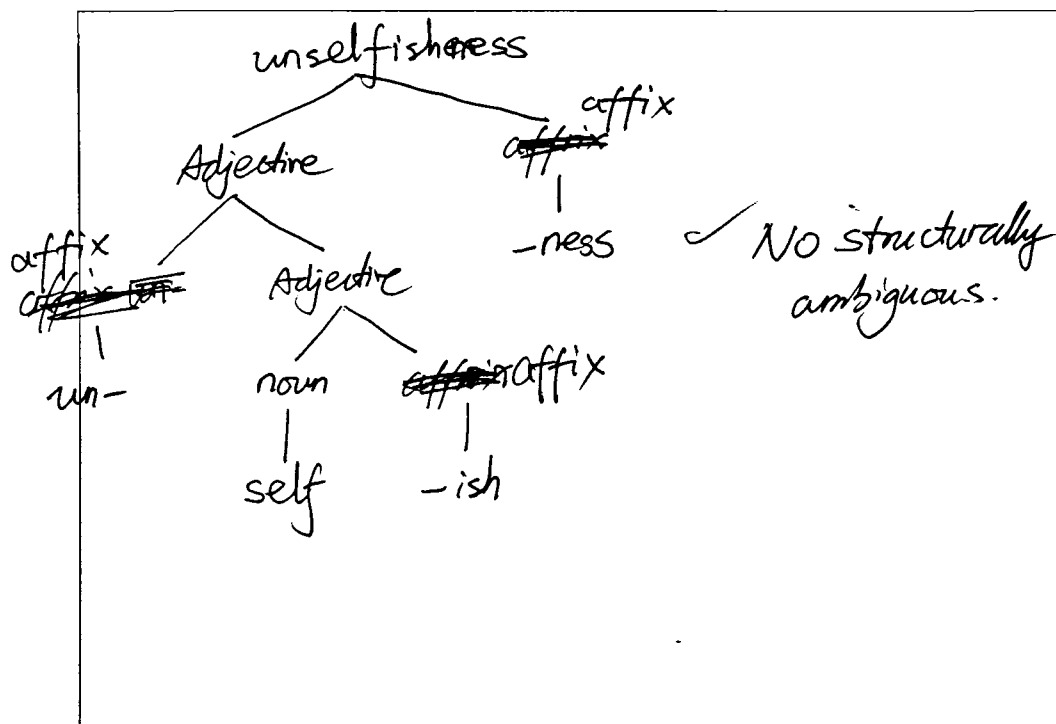 unselfishness
affix
Adjective
-ness
affix
Adjective
✓ No structurally
ambiguous.
un-
noun affix
self -ish